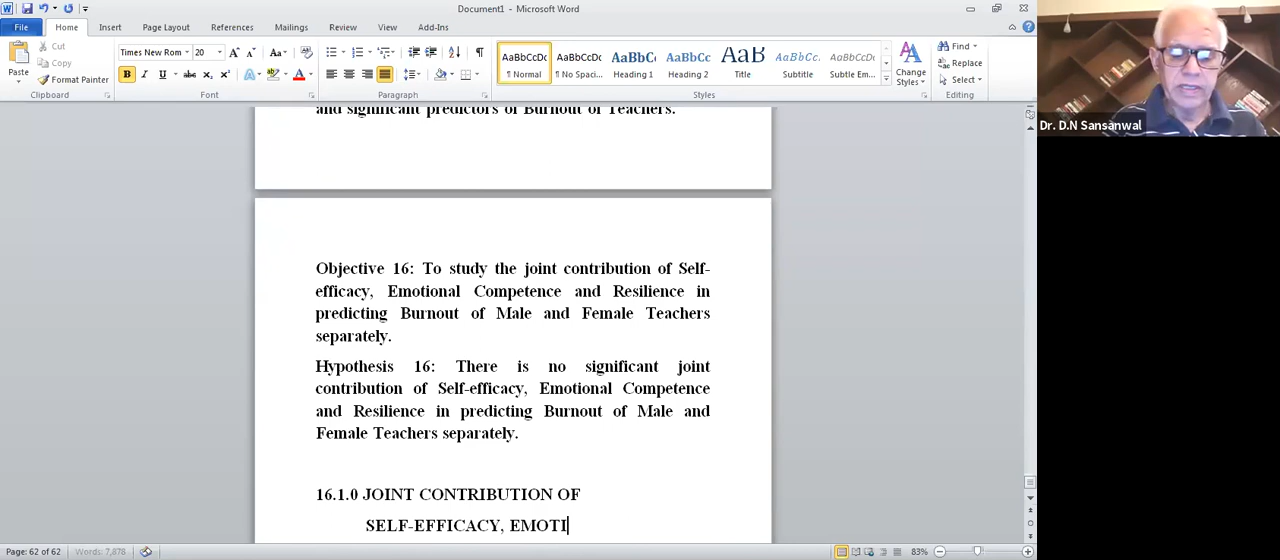 Document1 - Microsoft Word
File Home Insert Page Layout References Mailings Review View Add-Ins
Cut
Copy
Format Painter
Paste
Clipboard
Times New Rom 20
Font
Paragraph
AaBbCcDc AaBbCcDc AaBbC AaBbCc AaB AaBbCc. AaBbCcDc
¶ Normal ¶ No Spaci... Heading 1 Heading 2 Title Subtitle Subtle Em...
Styles
Change
Styles
Find
Replace
Select
Editing
Dr. D.N Sansanwal
and significant predictors of Burnout of Teachers.
Objective 16: To study the joint contribution of Self-
efficacy, Emotional Competence and Resilience in
predicting Burnout of Male and Female Teachers
separately.
Hypothesis 16: There is no significant joint
contribution of Self-efficacy, Emotional Competence
and Resilience in predicting Burnout of Male and
Female Teachers separately.
16.1.0 JOINT CONTRIBUTION OF
SELF-EFFICACY, EMOTI
Page: 62 of 62 Words: 7,878 83%